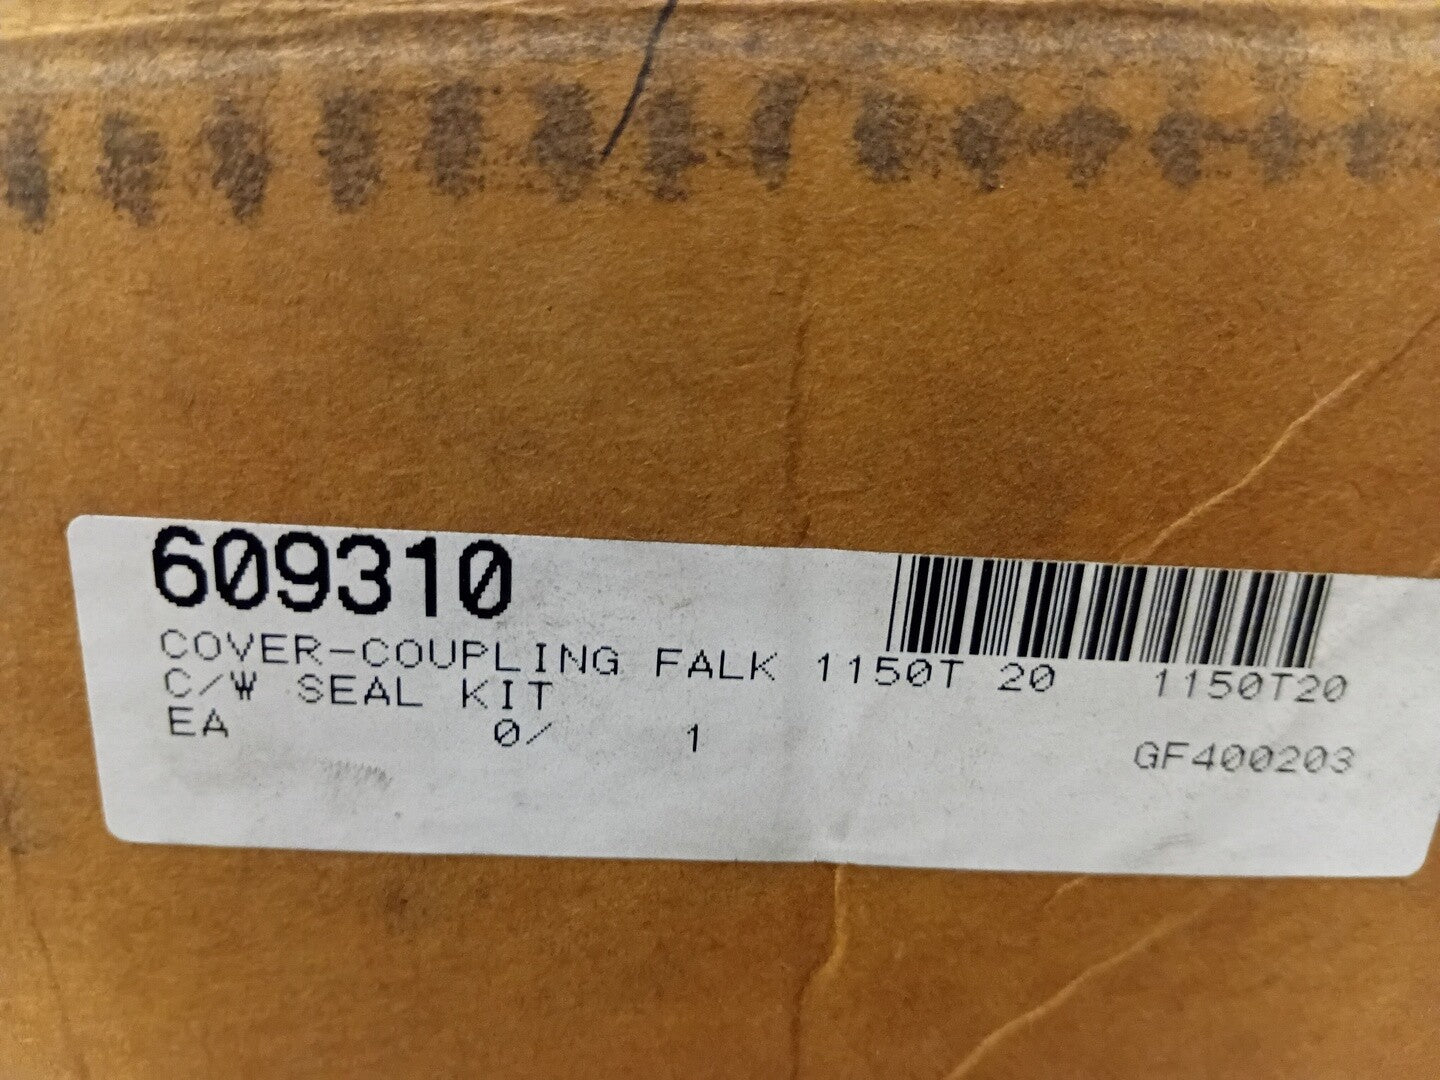 609310
COVER-COUPLING FALK 1150T 20 1150T20
C/W SEAL KIT
EA 0/ 1
GF400203